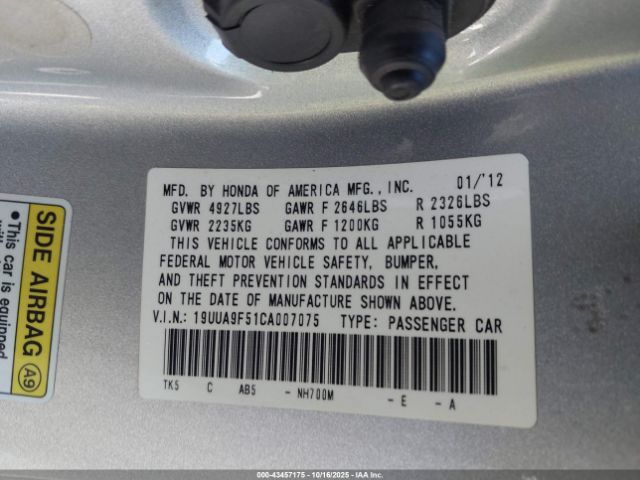 MFD. BY HONDA OF AMERICA MFG., INC. 01/'12
GVWR 4927LBS GAWR F 2646LBS R 2326LBS
GVWR 2235KG GAWR F 1200KG R 1055KG
THIS VEHICLE CONFORMS TO ALL APPLICABLE
FEDERAL MOTOR VEHICLE SAFETY, BUMPER,
AND THEFT PREVENTION STANDARDS IN EFFECT
ON THE DATE OF MANUFACTURE SHOWN ABOVE.
V.I.N.: 19UUA9F51CA007075 TYPE: PASSENGER CAR
TK5 C AB5 - NH700M - E - A
SIDE AIRBAG A9
•This car is equipped
000-43457175 - 10/16/2025 - IAAI.com